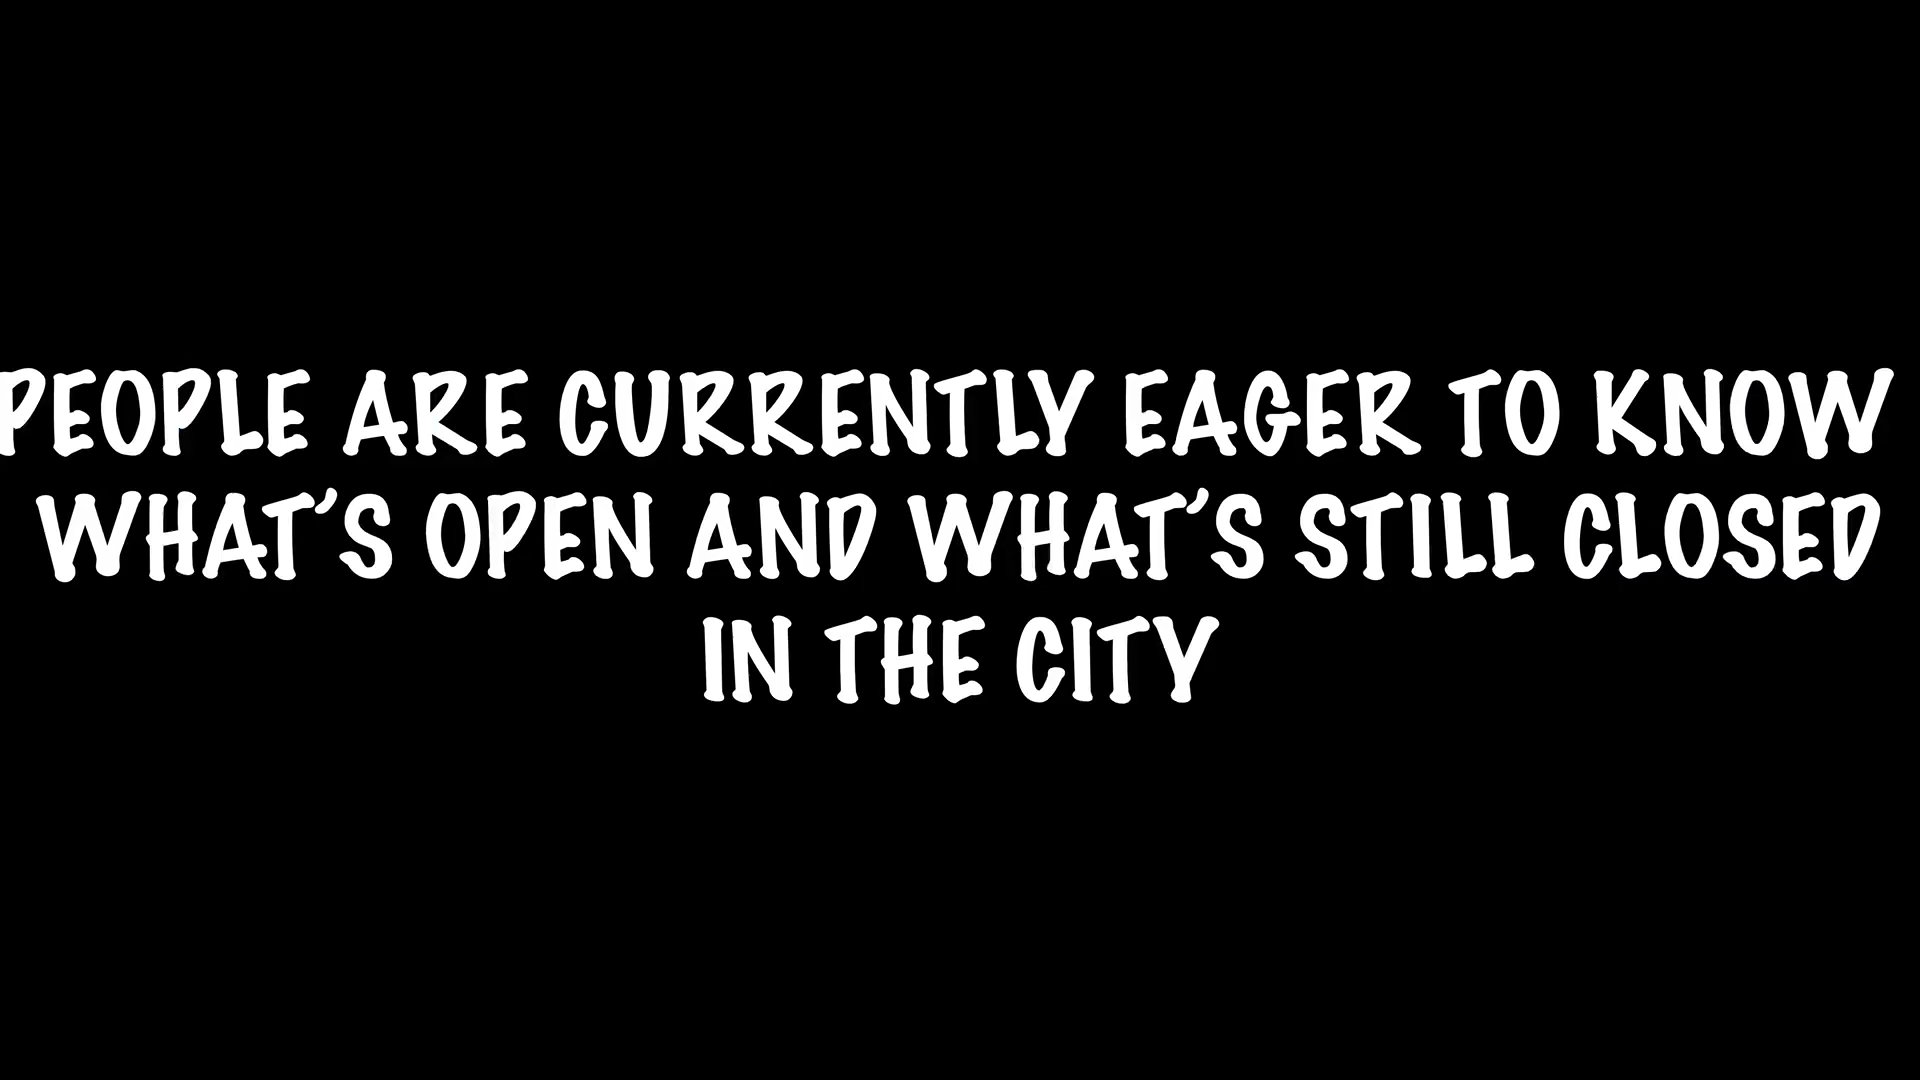 PEOPLE ARE CURRENTLY EAGER TO KNOW
WHAT'S OPEN AND WHAT'S STILL CLOSED
IN THE CITY